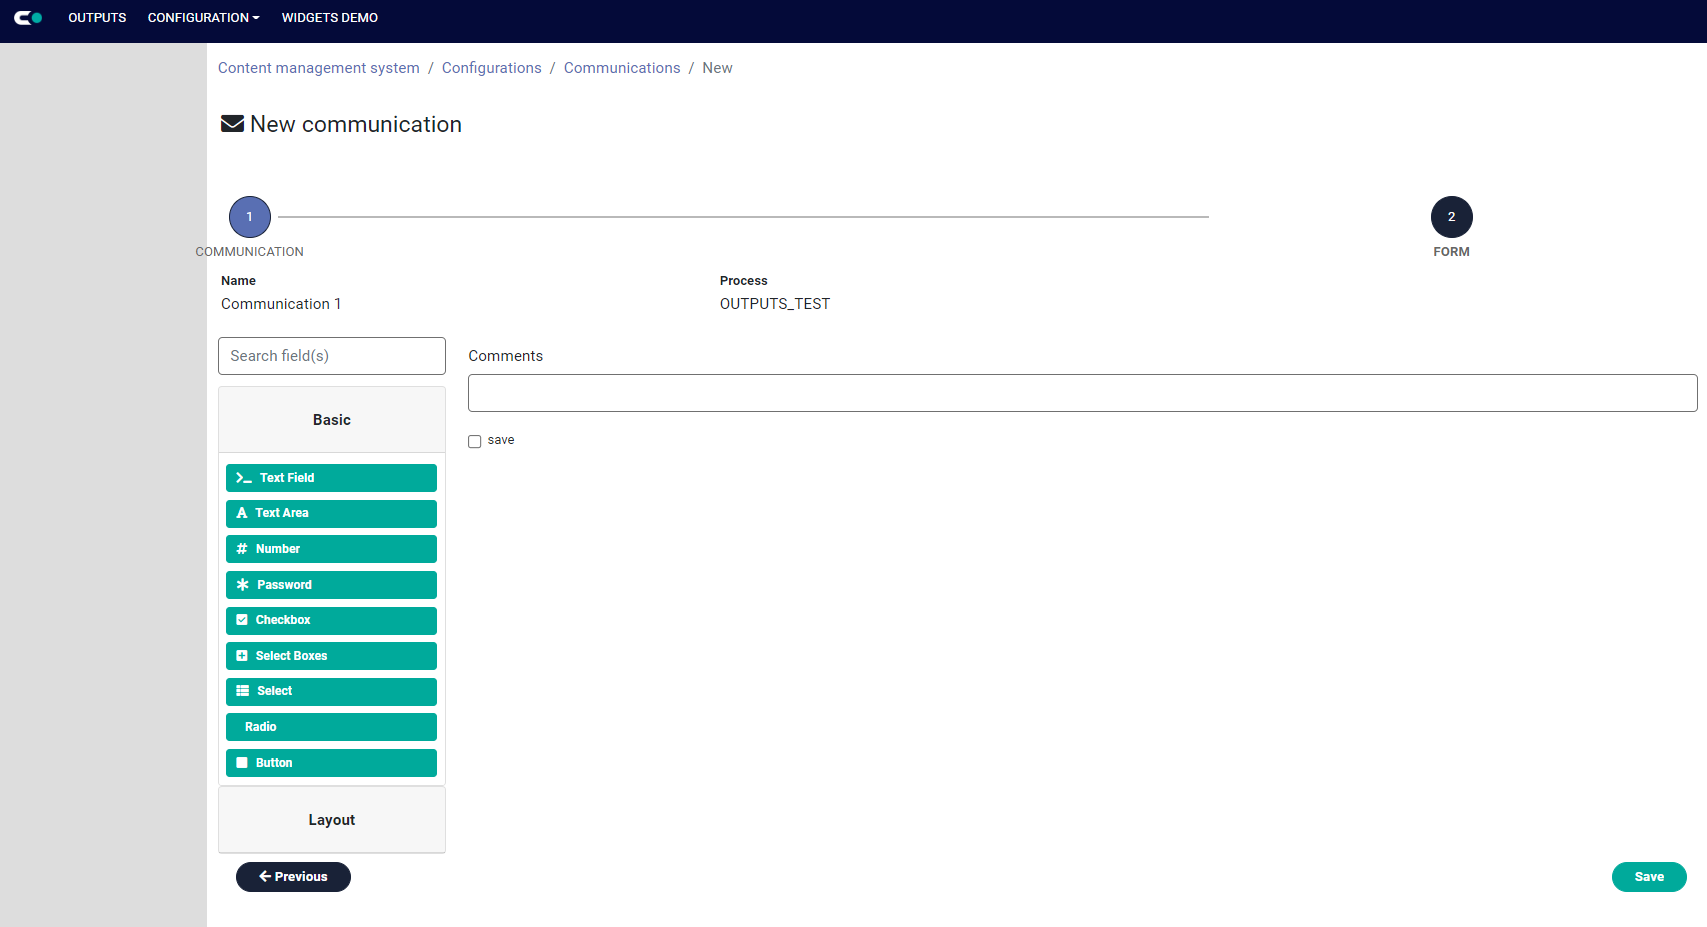 OUTPUTS CONFIGURATION WIDGETS DEMO
Content management system / Configurations / Communications / New
New communication
1 2
COMMUNICATION FORM
Name Process
Communication 1 OUTPUTS_TEST
Search field(s) Comments
Basic
save
Text Field
Text Area
Number
Password
Checkbox
Select Boxes
Select
Radio
Button
Layout
Previous Save